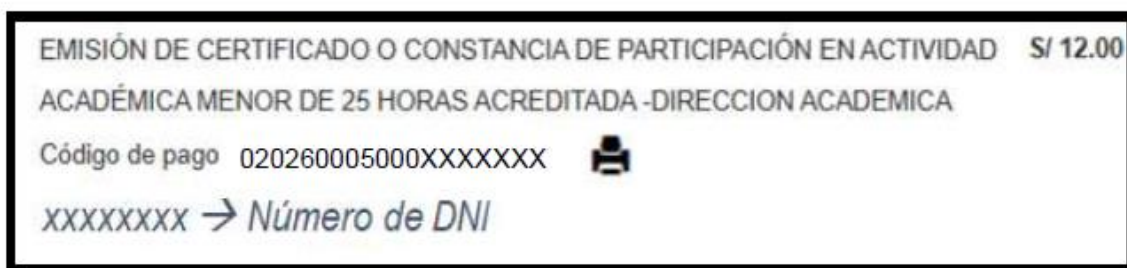 EMISIÓN DE CERTIFICADO O CONSTANCIA DE PARTICIPACIÓN EN ACTIVIDAD S/ 12.00
ACADÉMICA MENOR DE 25 HORAS ACREDITADA -DIRECCION ACADEMICA
Código de pago 020260005000XXXXXXX
xxxxxxxx → Número de DNI